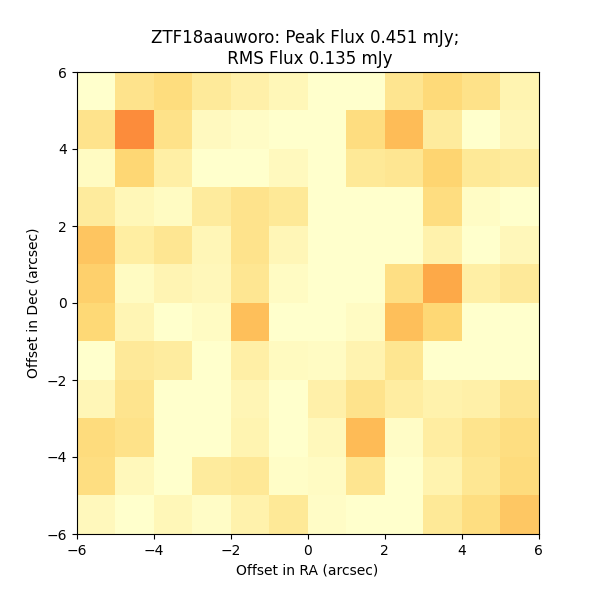 ZTF18aauworo: Peak Flux 0.451 mJy;
RMS Flux 0.135 mJy
6
4
2
0
−2
−4
−6
Offset in Dec (arcsec)
−6 −4 −2 0 2 4 6
Offset in RA (arcsec)